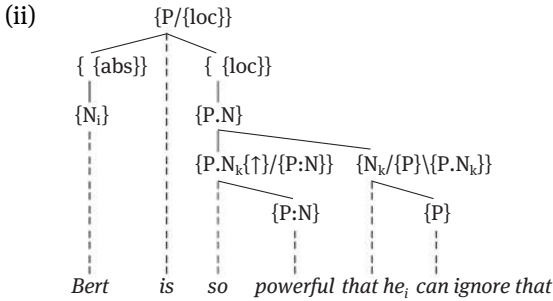 (ii) {P/{loc}}
{ {abs}} { {loc}}
{Nᵢ} {P.N}
{P.Nₖ{↑}/{P:N}} {Nₖ/{P}\{P.Nₖ}}
{P:N} {P}
Bert is so powerful that heᵢ can ignore that